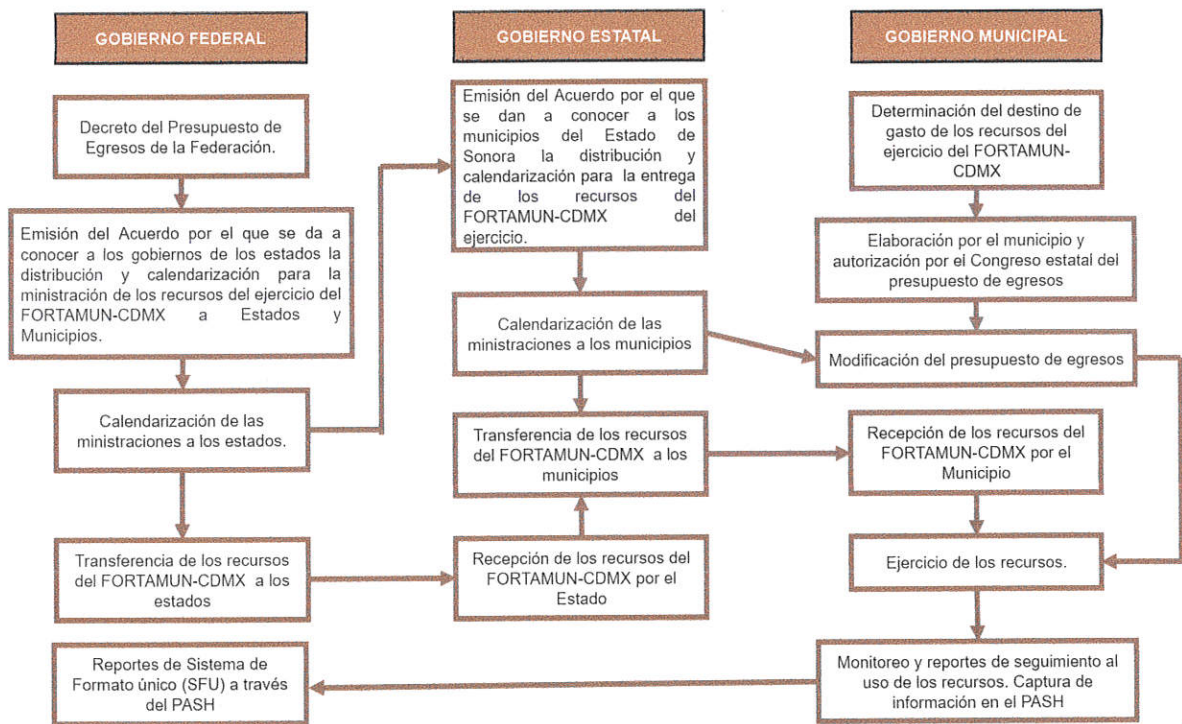 GOBIERNO FEDERAL
Decreto del Presupuesto de
Egresos de la Federación.
Emisión del Acuerdo por el que se da a
conocer a los gobiernos de los estados la
distribución y calendarización para la
ministración de los recursos del ejercicio del
FORTAMUN-CDMX a Estados y
Municipios.
Calendarización de las
ministraciones a los estados.
Transferencia de los recursos
del FORTAMUN-CDMX a los
estados
Reportes de Sistema de
Formato único (SFU) a través
del PASH
GOBIERNO ESTATAL
Emisión del Acuerdo por el que
se dan a conocer a los
municipios del Estado de
Sonora la distribución y
calendarización para la entrega
de los recursos del
FORTAMUN-CDMX del
ejercicio.
Calendarización de las
ministraciones a los municipios
Transferencia de los recursos
del FORTAMUN-CDMX a los
municipios
Recepción de los recursos del
FORTAMUN-CDMX por el
Estado
GOBIERNO MUNICIPAL
Determinación del destino de
gasto de los recursos del
ejercicio del FORTAMUN-
CDMX
Elaboración por el municipio y
autorización por el Congreso estatal del
presupuesto de egresos
Modificación del presupuesto de egresos
Recepción de los recursos del
FORTAMUN-CDMX por el
Municipio
Ejercicio de los recursos.
Monitoreo y reportes de seguimiento al
uso de los recursos. Captura de
información en el PASH